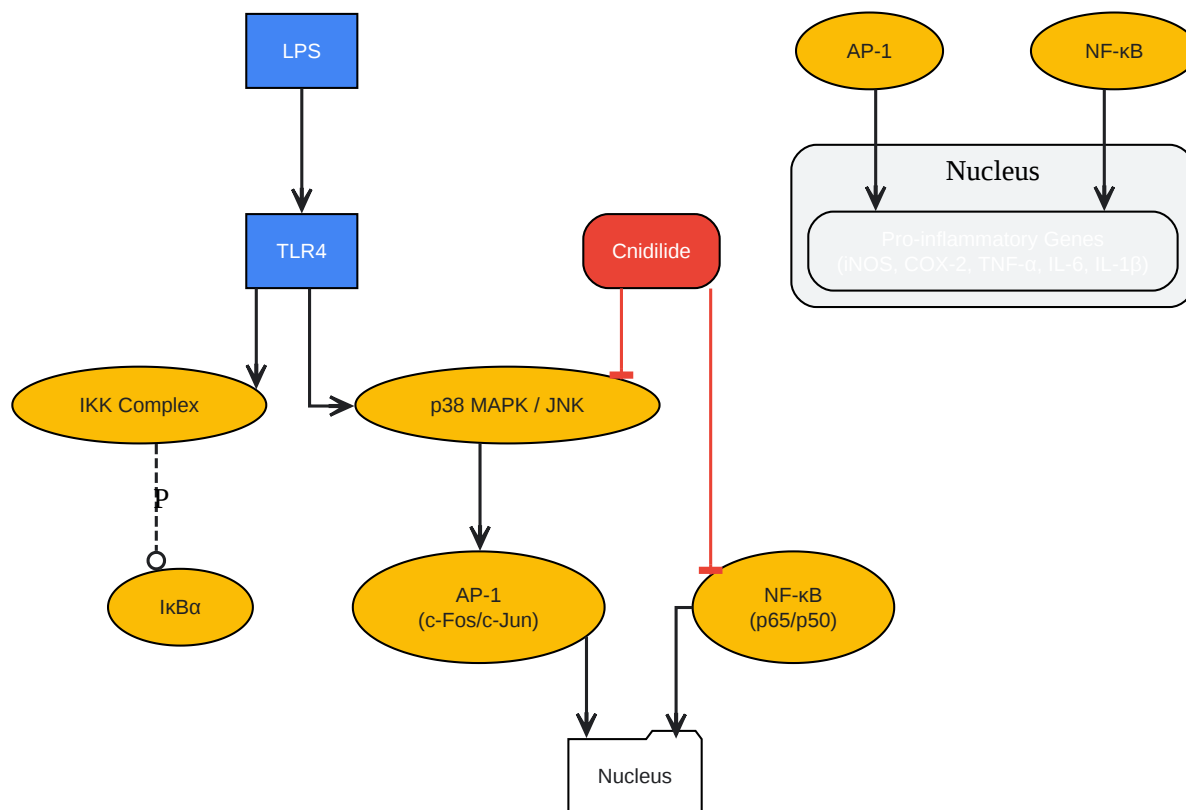 LPS
AP-1
NF-κB
Nucleus
Pro-inflammatory Genes
(iNOS, COX-2, TNF-α, IL-6, IL-1β)
TLR4
Cnidilide
IKK Complex
p38 MAPK / JNK
P
IκBα
AP-1
(c-Fos/c-Jun)
NF-κB
(p65/p50)
Nucleus